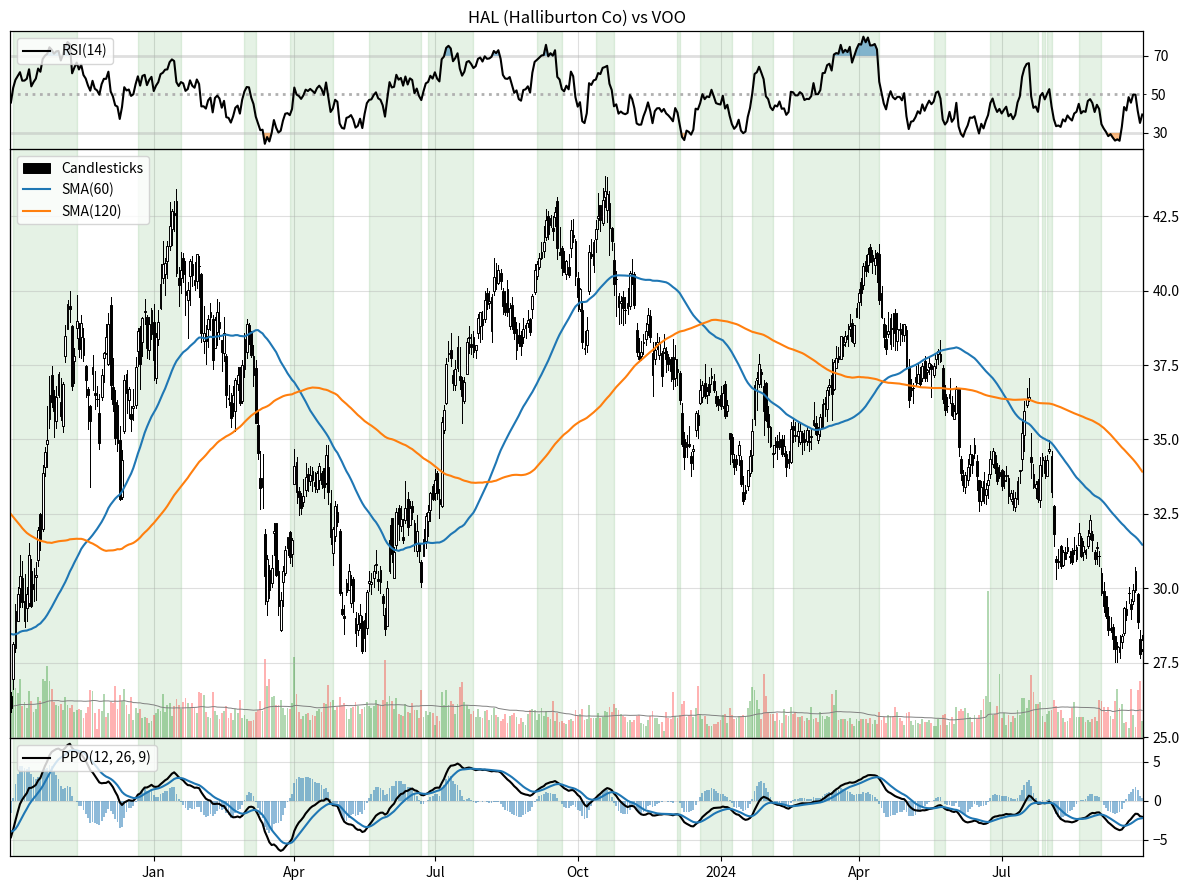 HAL (Halliburton Co) vs VOO
RSI(14)
70
50
30
Candlesticks
SMA(60)
SMA(120)
42.5
40.0
37.5
35.0
32.5
30.0
27.5
25.0
PPO(12, 26, 9)
5
0
−5
Jan Apr Jul Oct 2024 Apr Jul